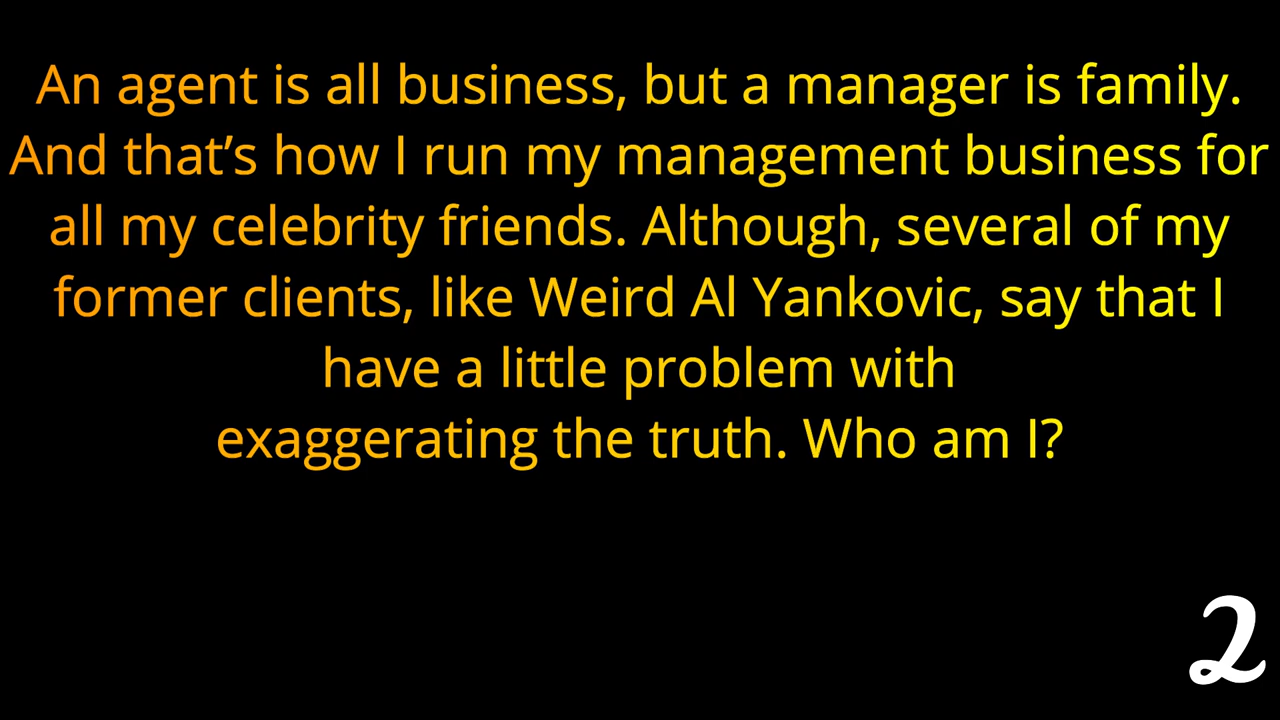 An agent is all business, but a manager is family.
And that’s how I run my management business for
all my celebrity friends. Although, several of my
former clients, like Weird Al Yankovic, say that I
have a little problem with
exaggerating the truth. Who am I?
2